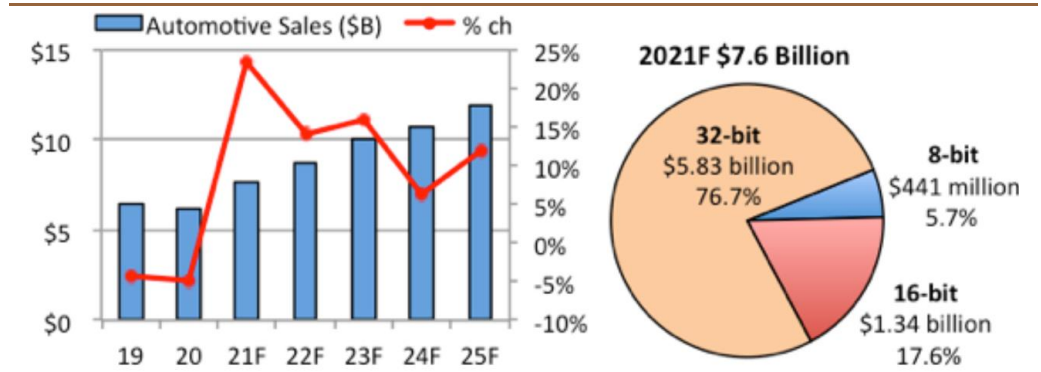 Automotive Sales ($B) % ch
$15
$10
$5
$0
25%
20%
15%
10%
5%
0%
-5%
-10%
19 20 21F 22F 23F 24F 25F
2021F $7.6 Billion
32-bit
$5.83 billion
76.7%
8-bit
$441 million
5.7%
16-bit
$1.34 billion
17.6%